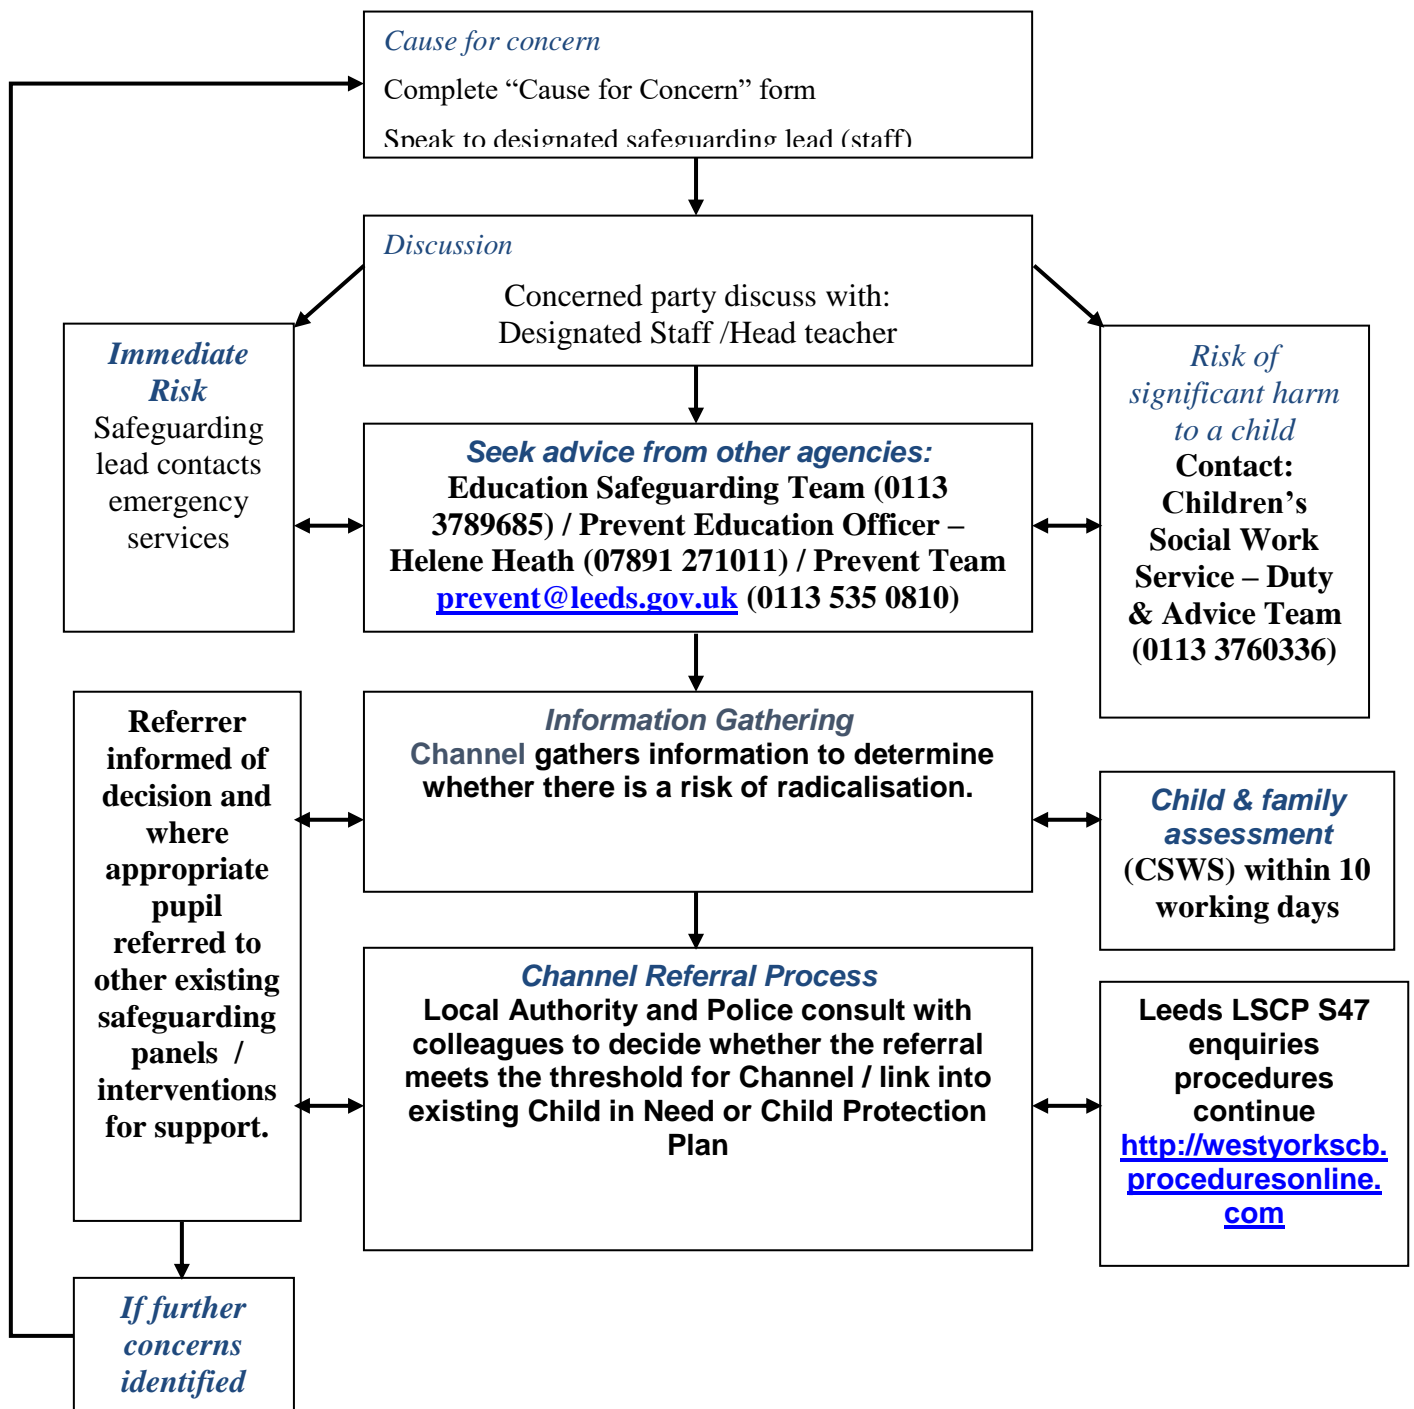 Cause for concern
Complete “Cause for Concern” form
Speak to designated safeguarding lead (staff)
Discussion
Concerned party discuss with:
Designated Staff /Head teacher
Immediate
Risk
Safeguarding
lead contacts
emergency
services
Seek advice from other agencies:
Education Safeguarding Team (0113
3789685) / Prevent Education Officer –
Helene Heath (07891 271011) / Prevent Team
prevent@leeds.gov.uk (0113 535 0810)
Risk of
significant harm
to a child
Contact:
Children’s
Social Work
Service – Duty
& Advice Team
(0113 3760336)
Referrer
informed of
decision and
where
appropriate
pupil
referred to
other existing
safeguarding
panels /
interventions
for support.
Information Gathering
Channel gathers information to determine
whether there is a risk of radicalisation.
Child & family
assessment
(CSWS) within 10
working days
Channel Referral Process
Local Authority and Police consult with
colleagues to decide whether the referral
meets the threshold for Channel / link into
existing Child in Need or Child Protection
Plan
Leeds LSCP S47
enquiries
procedures
continue
http://westyorkscb.
proceduresonline.
com
If further
concerns
identified